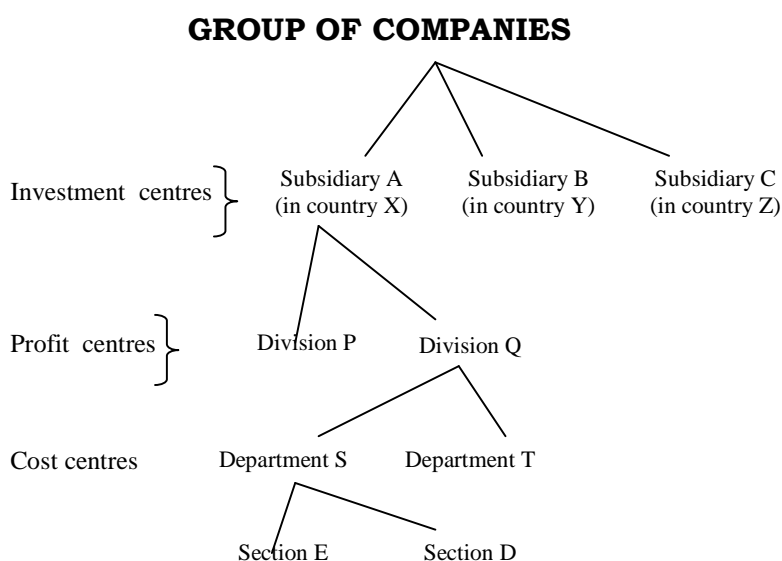 GROUP OF COMPANIES
Investment centres
Subsidiary A
(in country X)
Subsidiary B
(in country Y)
Subsidiary C
(in country Z)
Profit centres
Division P
Division Q
Cost centres
Department S
Department T
Section E
Section D